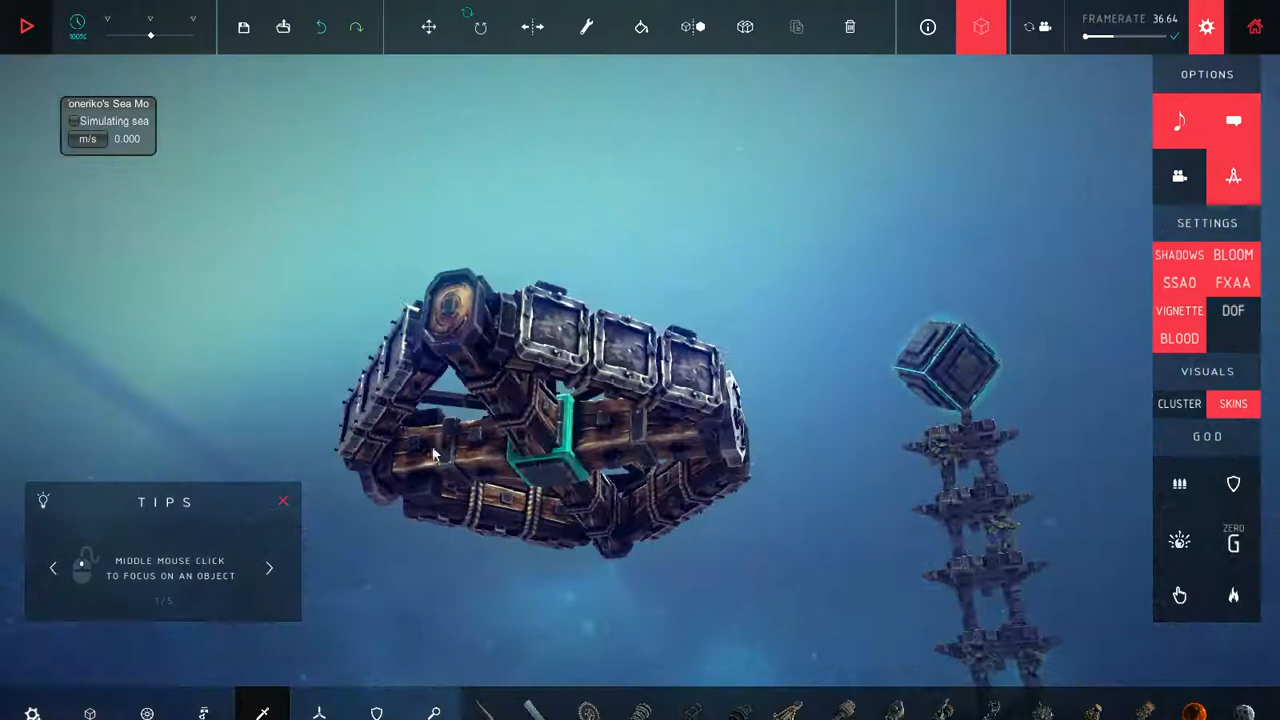 100%
FRAMERATE 36.64
OPTIONS
oneriko's Sea Mo
Simulating sea
m/s 0.000
SETTINGS
SHADOWS BLOOM
SSAO FXAA
VIGNETTE DOF
BLOOD
VISUALS
CLUSTER SKINS
GOD
ZERO
G
TIPS
MIDDLE MOUSE CLICK
TO FOCUS ON AN OBJECT
1/5